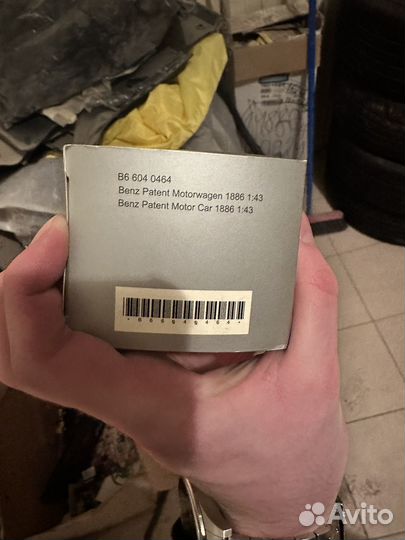 B6 604 0464
Benz Patent Motorwagen 1886 1:43
Benz Patent Motor Car 1886 1:43
Avito